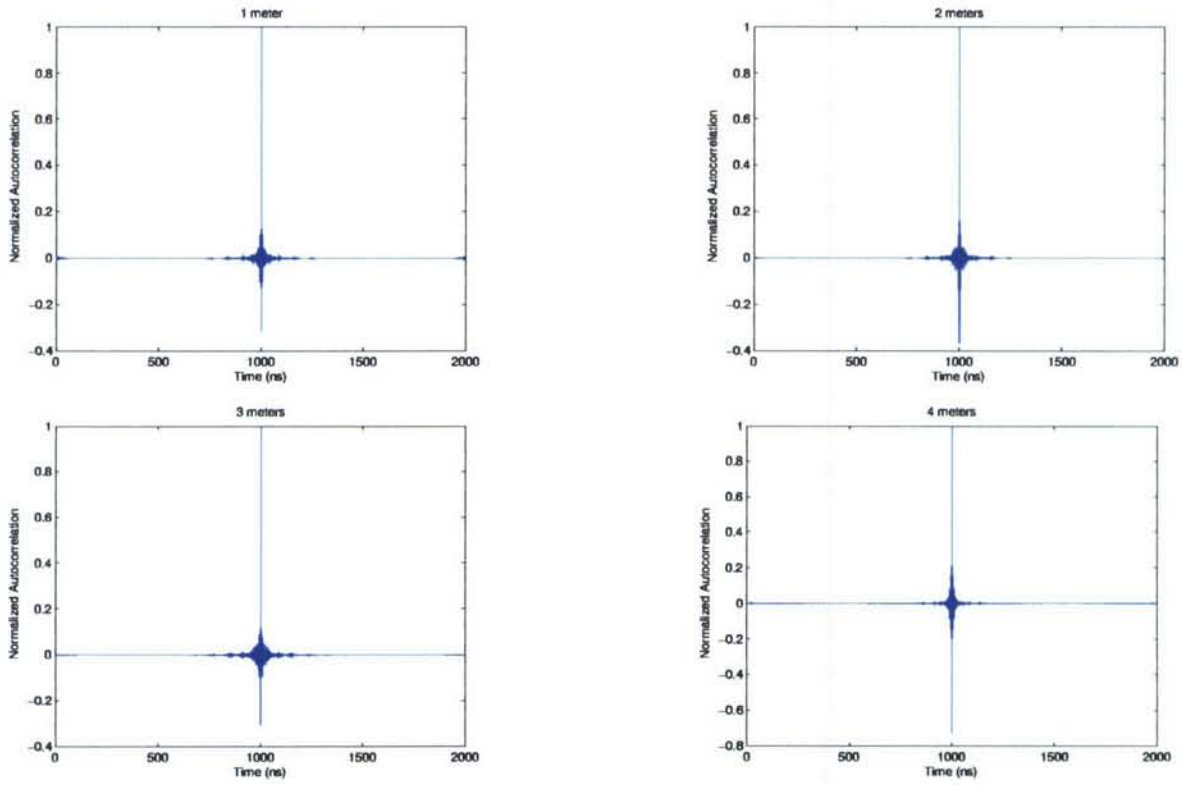 1 meter
1
0.8
0.6
0.4
0.2
0
−0.2
−0.4
Normalized Autocorrelation
0 500 1000 1500 2000
Time (ns)
2 meters
1
0.8
0.6
0.4
0.2
0
−0.2
−0.4
Normalized Autocorrelation
0 500 1000 1500 2000
Time (ns)
3 meters
1
0.8
0.6
0.4
0.2
0
−0.2
−0.4
Normalized Autocorrelation
0 500 1000 1500 2000
Time (ns)
4 meters
1
0.8
0.6
0.4
0.2
0
−0.2
−0.4
−0.6
−0.8
Normalized Autocorrelation
0 500 1000 1500 2000
Time (ns)